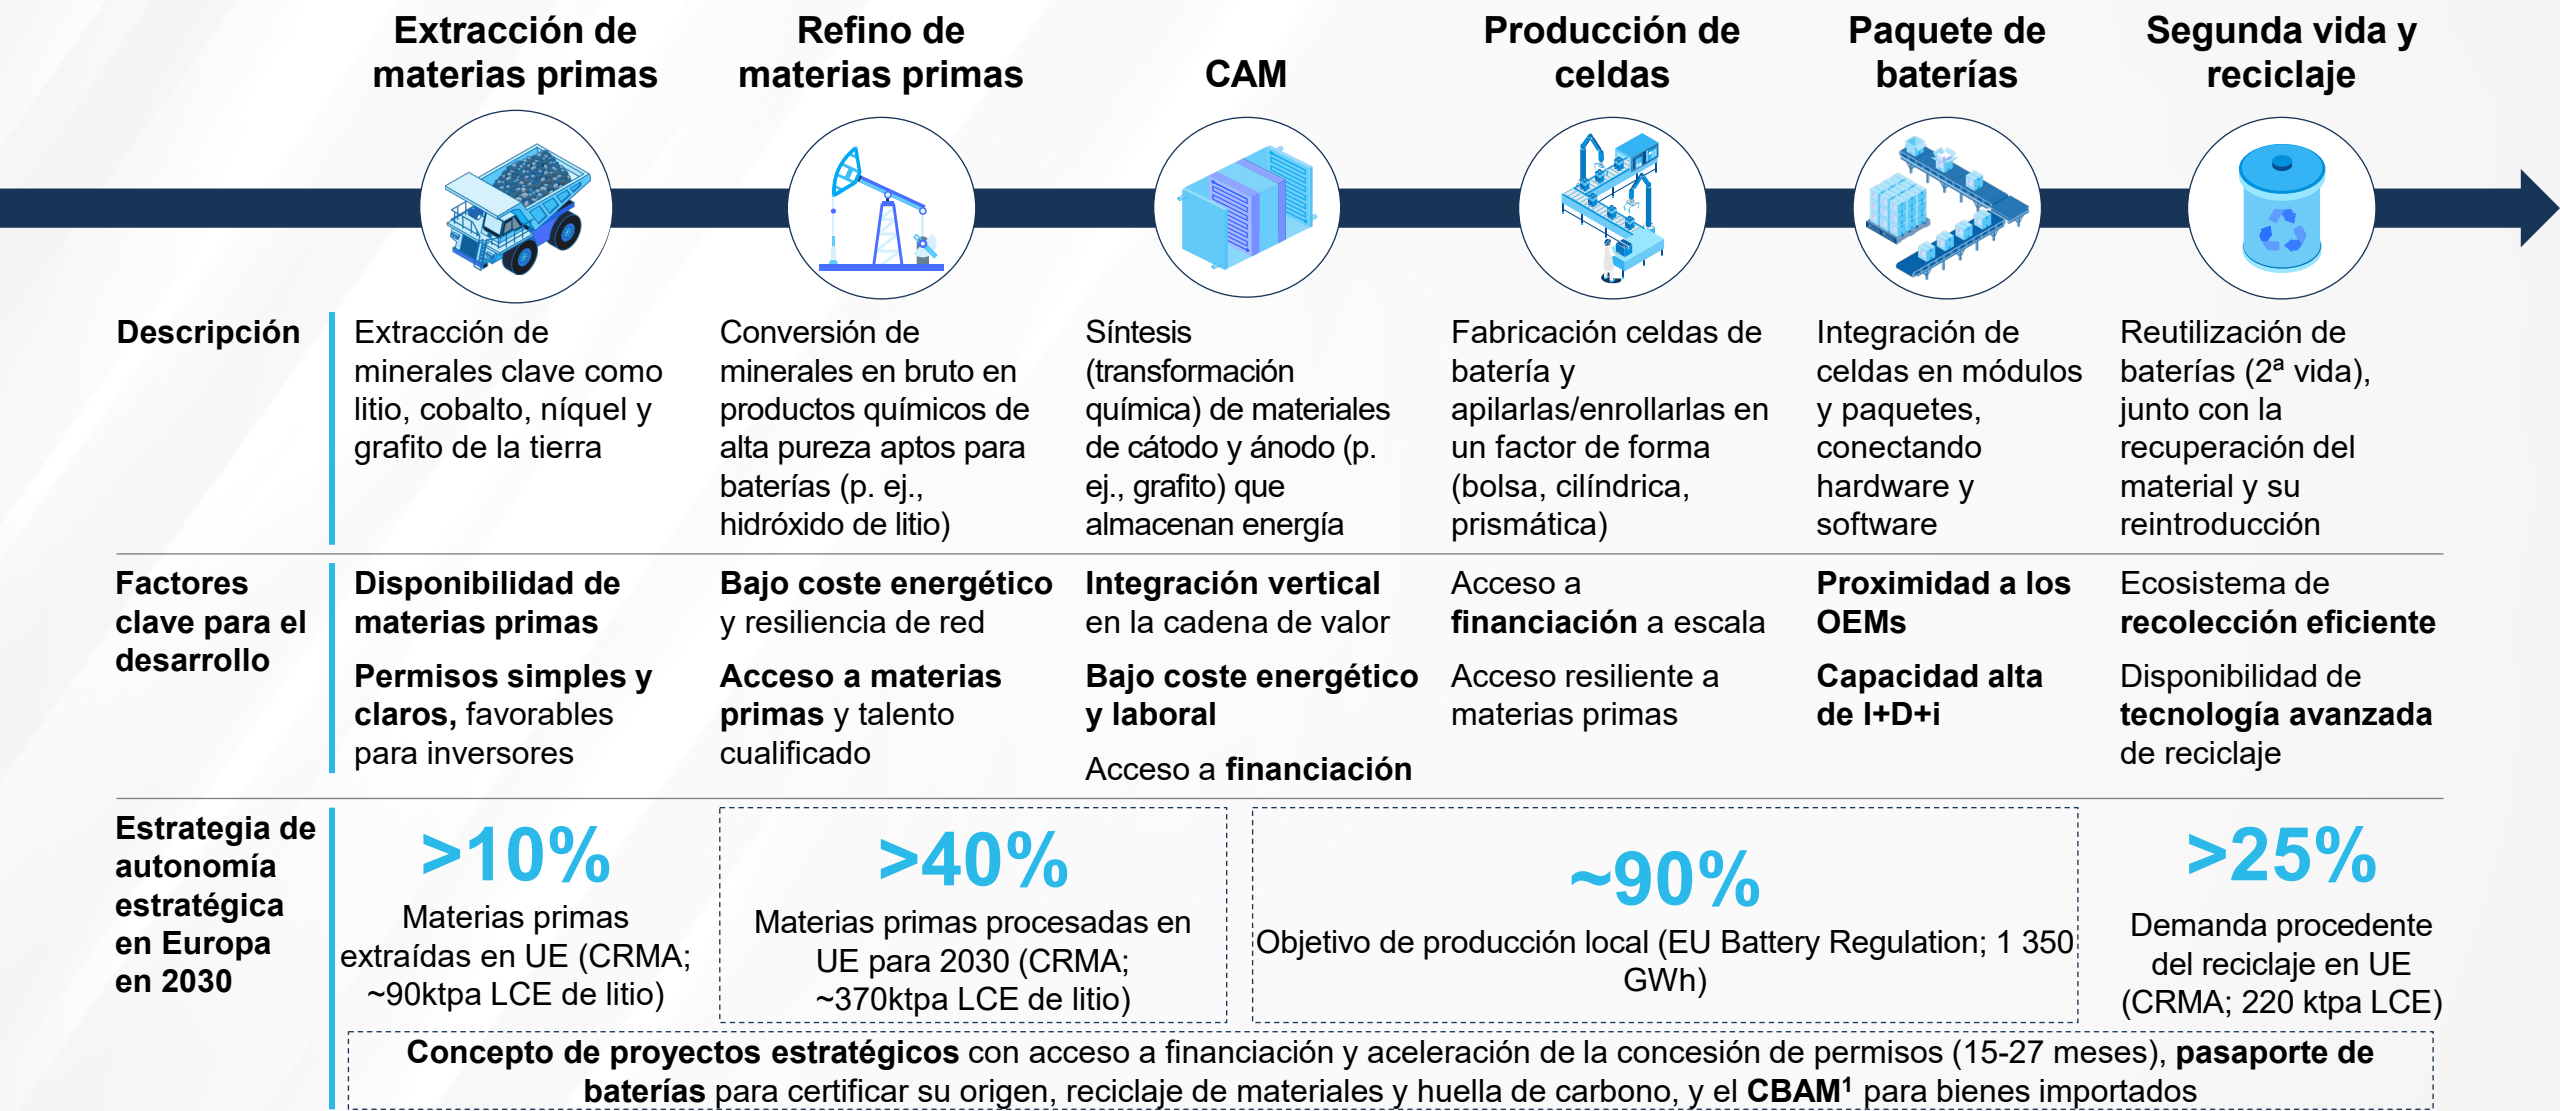 Extracción de
materias primas
Refino de
materias primas
CAM
Producción de
celdas
Paquete de
baterías
Segunda vida y
reciclaje
Descripción
Extracción de
minerales clave como
litio, cobalto, níquel y
grafito de la tierra
Conversión de
minerales en bruto en
productos químicos de
alta pureza aptos para
baterías (p. ej.,
hidróxido de litio)
Síntesis
(transformación
química) de materiales
de cátodo y ánodo (p.
ej., grafito) que
almacenan energía
Fabricación celdas de
batería y
apilarlas/enrollarlas en
un factor de forma
(bolsa, cilíndrica,
prismática)
Integración de
celdas en módulos
y paquetes,
conectando
hardware y
software
Reutilización de
baterías (2ª vida),
junto con la
recuperación del
material y su
reintroducción
Factores
clave para el
desarrollo
Disponibilidad de
materias primas
Permisos simples y
claros, favorables
para inversores
Bajo coste energético
y resiliencia de red
Acceso a materias
primas y talento
cualificado
Integración vertical
en la cadena de valor
Bajo coste energético
y laboral
Acceso a financiación
Acceso a
financiación a escala
Acceso resiliente a
materias primas
Proximidad a los
OEMs
Capacidad alta
de I+D+i
Ecosistema de
recolección eficiente
Disponibilidad de
tecnología avanzada
de reciclaje
Estrategia de
autonomía
estratégica
en Europa
en 2030
>10%
Materias primas
extraídas en UE (CRMA;
~90ktpa LCE de litio)
>40%
Materias primas procesadas en
UE para 2030 (CRMA;
~370ktpa LCE de litio)
~90%
Objetivo de producción local (EU Battery Regulation; 1 350
GWh)
>25%
Demanda procedente
del reciclaje en UE
(CRMA; 220 ktpa LCE)
Concepto de proyectos estratégicos con acceso a financiación y aceleración de la concesión de permisos (15-27 meses), pasaporte de
baterías para certificar su origen, reciclaje de materiales y huella de carbono, y el CBAM¹ para bienes importados